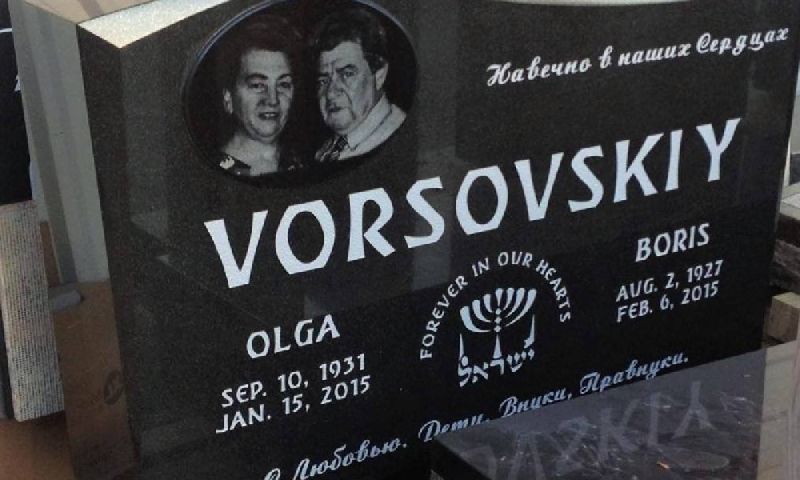 Навечно в наших Сердцах
VORSOVSKIY
OLGA
SEP. 10, 1931
JAN. 15, 2015
FOREVER IN OUR HEARTS
ישראל
BORIS
AUG. 2, 1927
FEB. 6, 2015
С Любовью. Дети, Внуки, Правнуки.